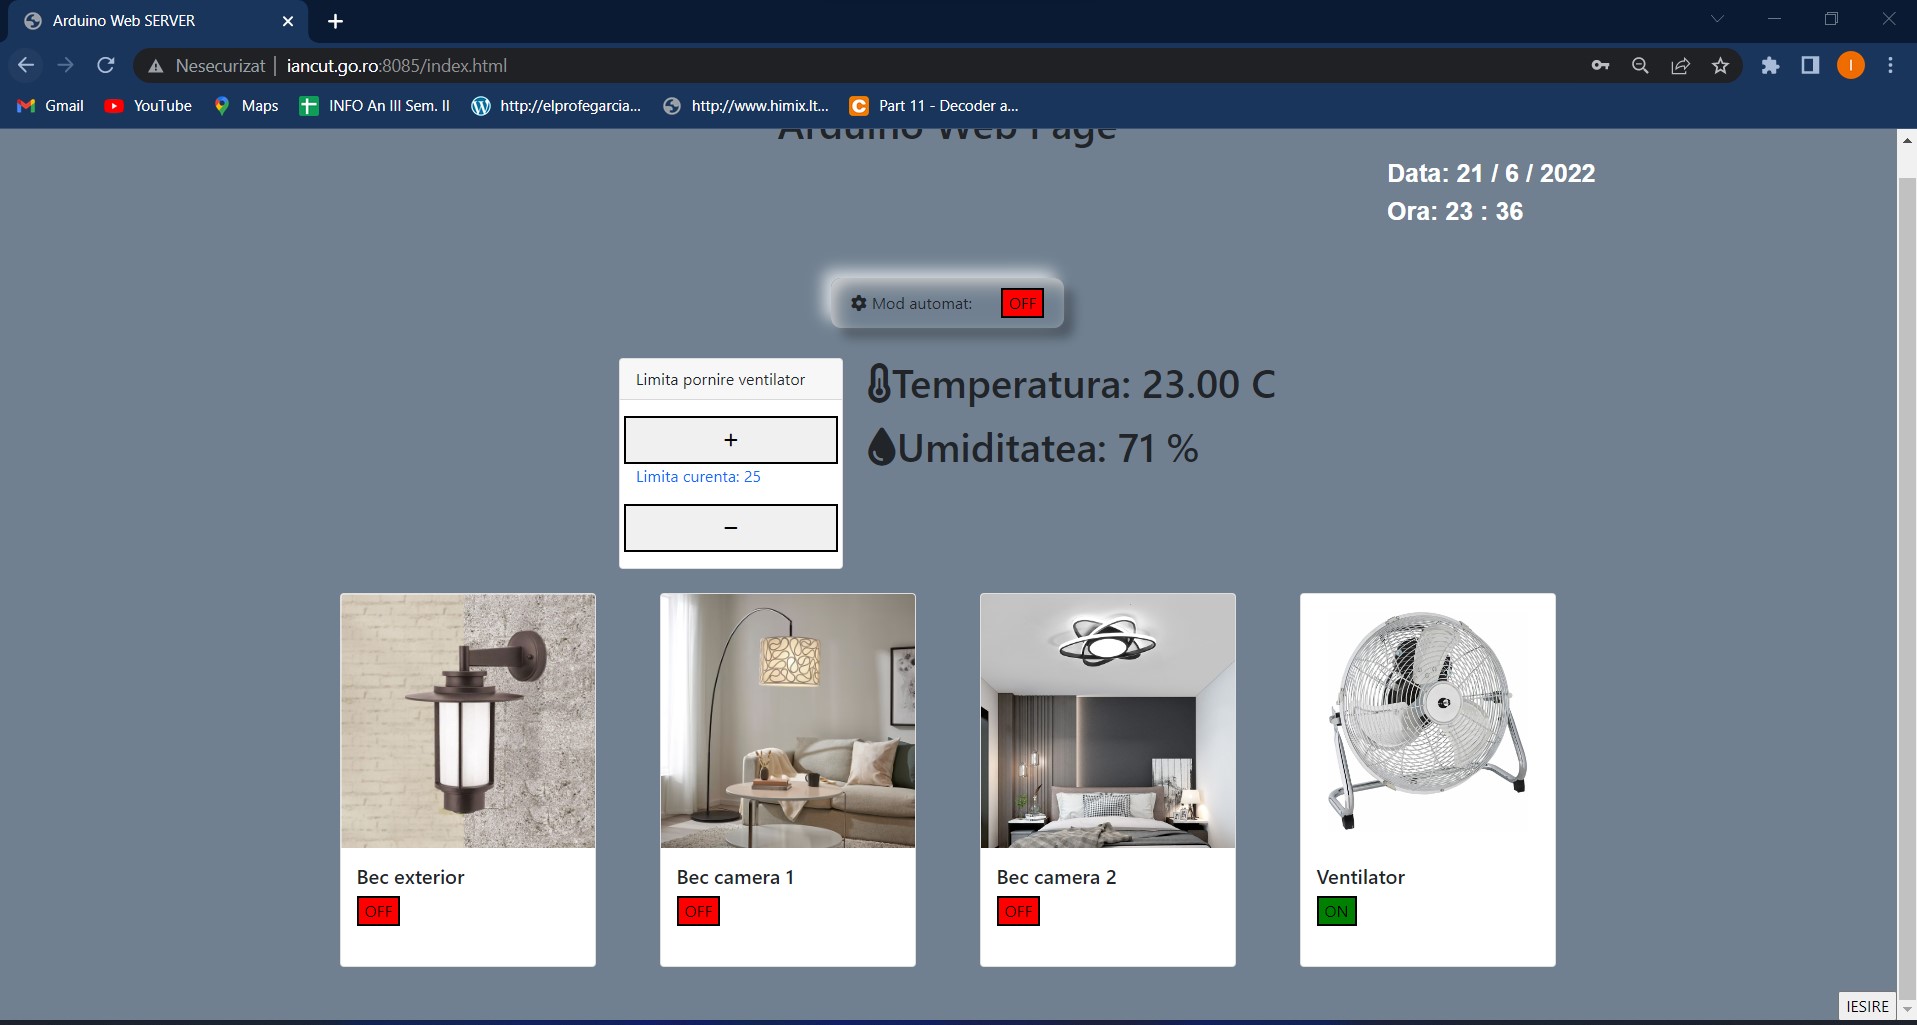 Arduino Web SERVER
Nesecurizat | iancut.go.ro:8085/index.html
Gmail YouTube Maps INFO An III Sem. II http://elprofegarcia... http://www.himix.lt... Part 11 - Decoder a...
Arduino Web Page
Data: 21 / 6 / 2022
Ora: 23 : 36
Mod automat: OFF
Limita pornire ventilator
+
Limita curenta: 25
−
Temperatura: 23.00 C
Umiditatea: 71 %
Bec exterior
OFF
Bec camera 1
OFF
Bec camera 2
OFF
Ventilator
ON
IESIRE